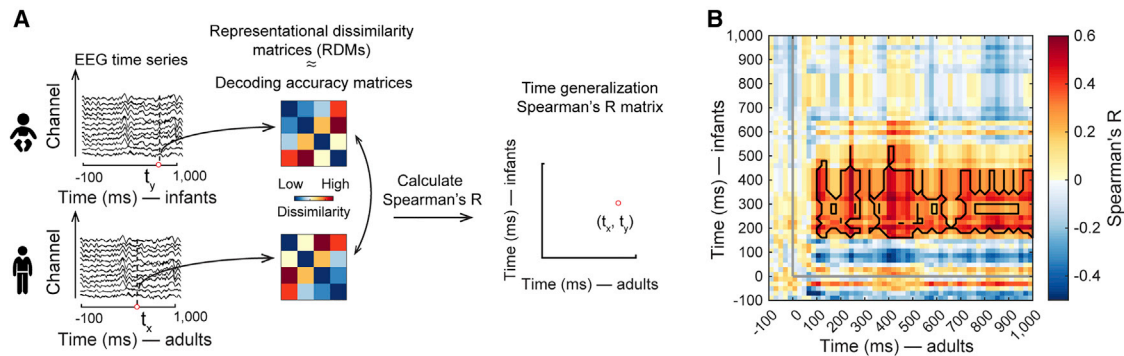 A
EEG time series
Channel
-100
t_y
1,000
Time (ms) — infants
Channel
-100
t_x
1,000
Time (ms) — adults
Representational dissimilarity
matrices (RDMs)
≈
Decoding accuracy matrices
Low
High
Dissimilarity
Calculate
Spearman's R
Time generalization
Spearman's R matrix
Time (ms) — infants
(t_x, t_y)
Time (ms) — adults
B
Time (ms) — infants
1,000
900
800
700
600
500
400
300
200
100
0
-100
-100
0
100
200
300
400
500
600
700
800
900
1,000
Time (ms) — adults
0.6
0.4
0.2
0
-0.2
-0.4
Spearman's R